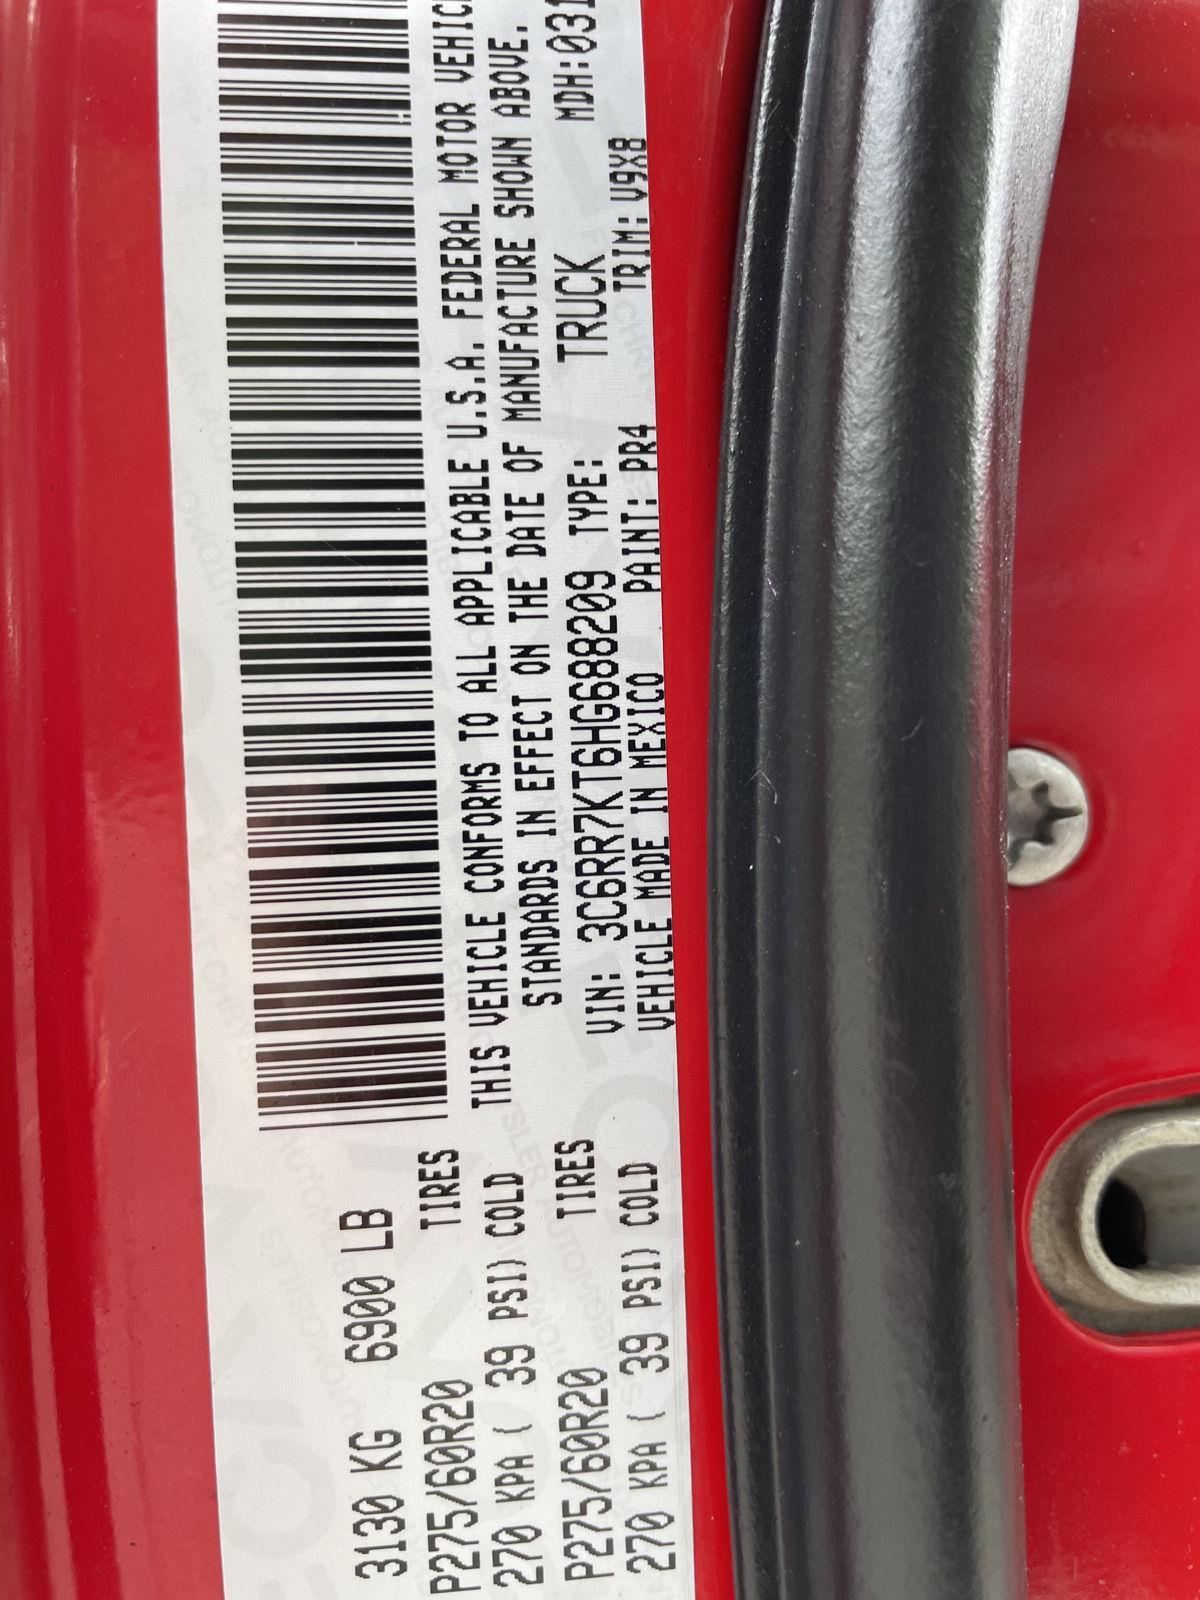 3130 KG 6900 LB
P275/60R20 TIRES
270 KPA ( 39 PSI) COLD
P275/60R20 TIRES
270 KPA ( 39 PSI) COLD
THIS VEHICLE CONFORMS TO ALL APPLICABLE U.S.A. FEDERAL MOTOR
STANDARDS IN EFFECT ON THE DATE OF MANUFACTURE SHOWN ABOVE.
VIN: 3C6RR7KT6HG688209 TYPE: TRUCK MDH:031
VEHICLE MADE IN MEXICO PAINT: PR4 TRIM: V9X8